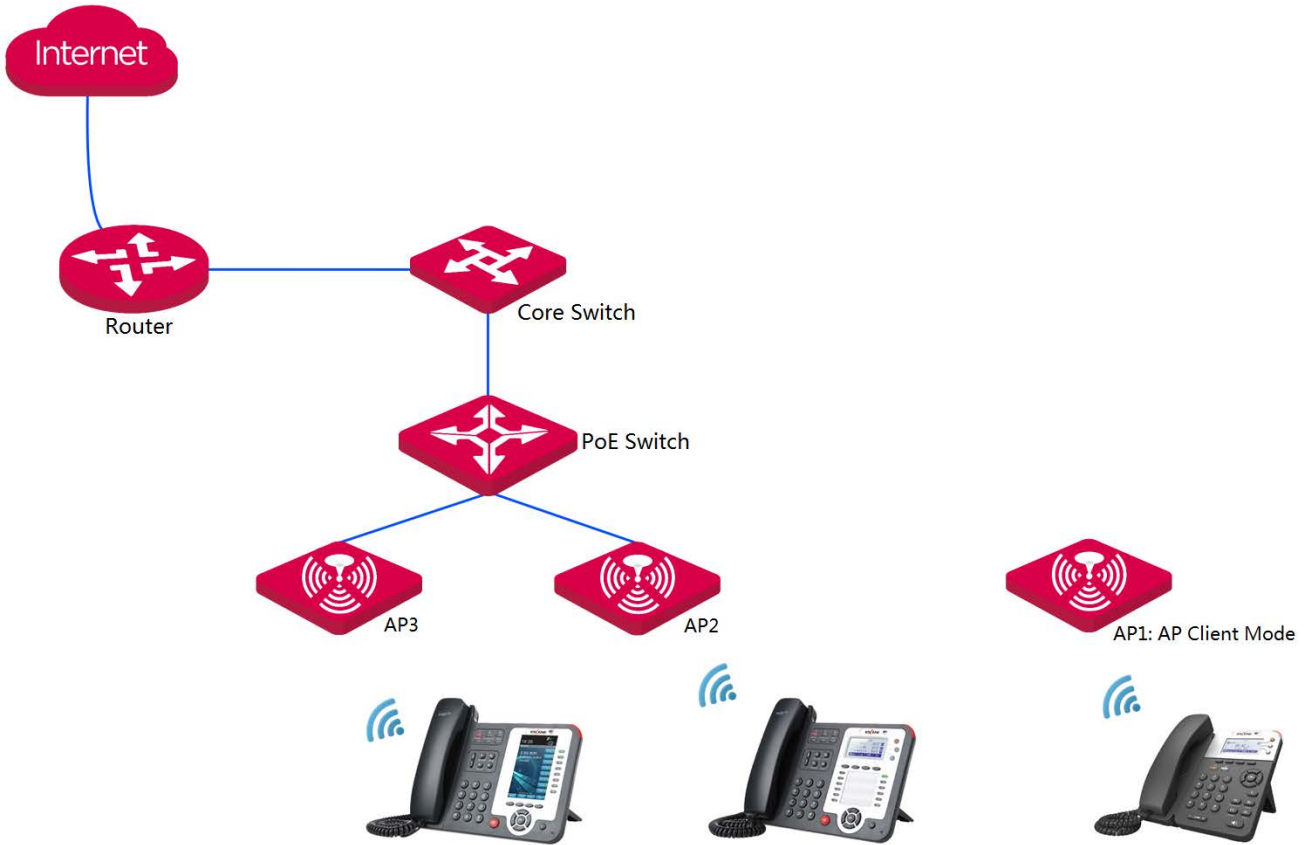 Internet
Router
Core Switch
PoE Switch
AP3
AP2
AP1: AP Client Mode